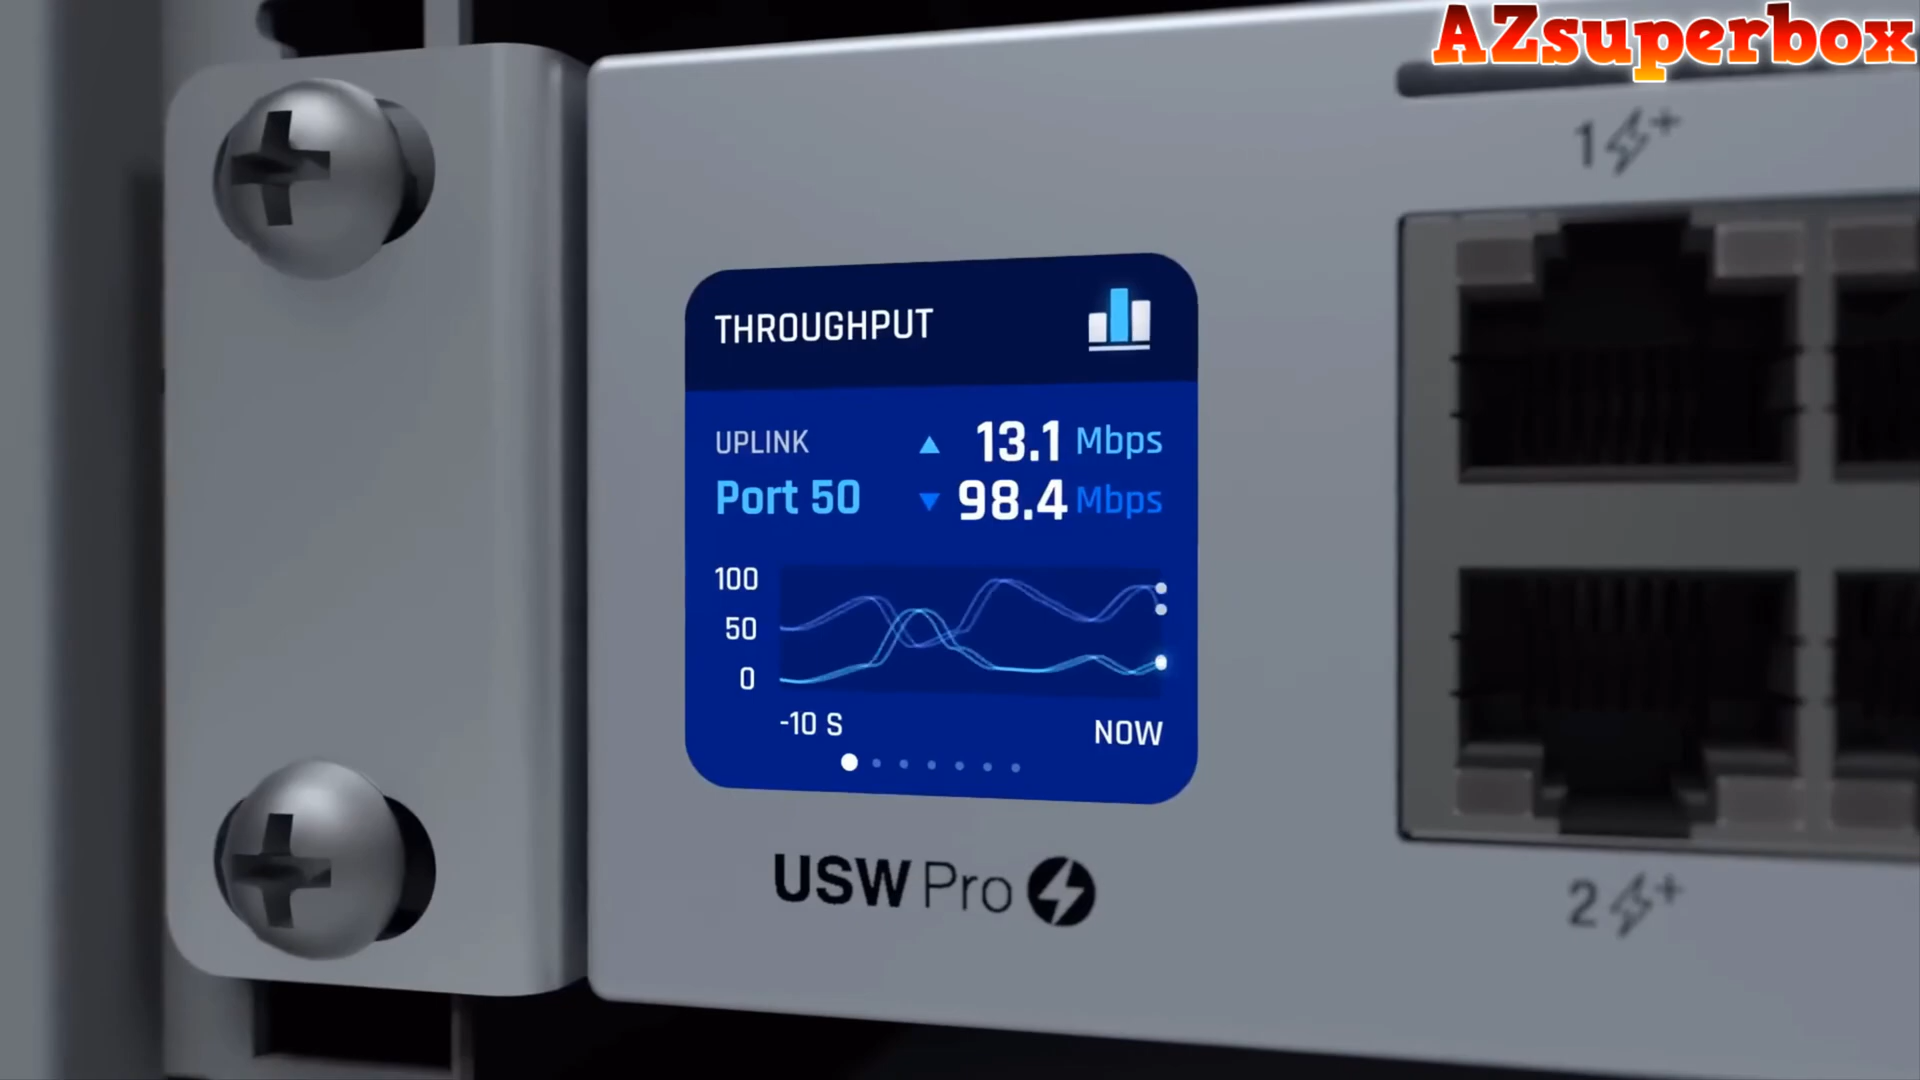 AZsuperbox
1 +
THROUGHPUT
UPLINK
13.1 Mbps
Port 50
98.4 Mbps
100
50
0
-10 S
NOW
USW Pro
2 +